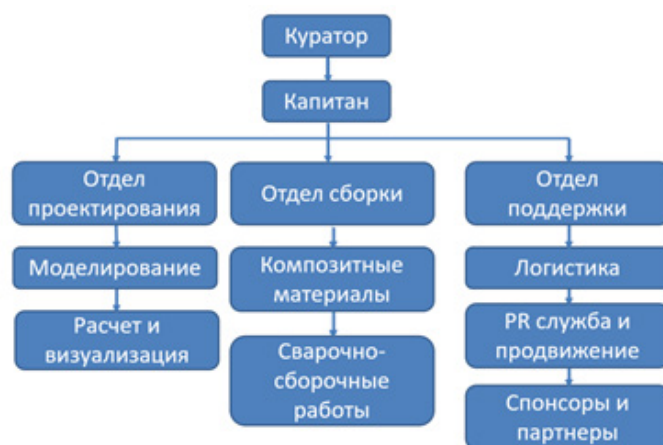 Куратор
Капитан
Отдел
проектирования
Моделирование
Расчет и
визуализация
Отдел сборки
Композитные
материалы
Сварочно-
сборочные
работы
Отдел
поддержки
Логистика
PR служба и
продвижение
Спонсоры и
партнеры